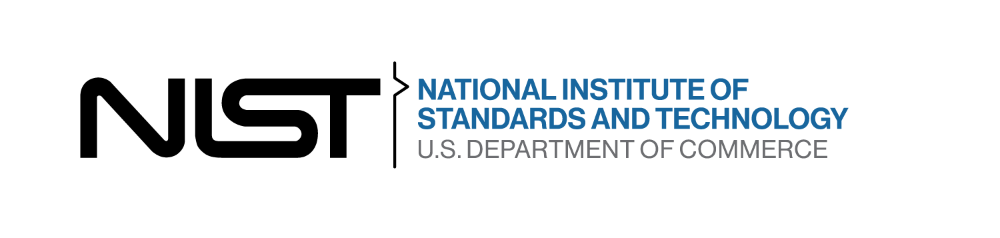 NIST
NATIONAL INSTITUTE OF
STANDARDS AND TECHNOLOGY
U.S. DEPARTMENT OF COMMERCE